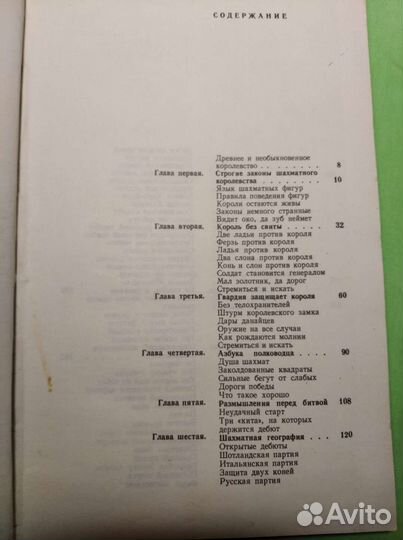 СОДЕРЖАНИЕ
Древнее и необыкновенное
королевство . . . . . . . . 8
Глава первая. Строгие законы шахматного
королевства . . . . . . . . 10
Язык шахматных фигур
Правила поведения фигур
Короли остаются живы
Законы немного странные
Видит око, да зуб неймет
Глава вторая. Король без свиты . . . . . 32
Две ладьи против короля
Ферзь против короля
Ладья против короля
Два слона против короля
Конь и слон против короля
Солдат становится генералом
Мал золотник, да дорог
Стремиться и искать
Глава третья. Гвардия защищает короля 60
Без телохранителей
Штурм королевского замка
Дары данайцев
Оружие на все случаи
Как рождаются молнии
Стремиться и искать
Глава четвертая. Азбука полководца . . . . 90
Душа шахмат
Заколдованные квадраты
Сильные бегут от слабых
Дороги победы
Что такое хорошо
Глава пятая. Размышления перед битвой 108
Неудачный старт
Три «кита», на которых
держится дебют
Глава шестая. Шахматная география . . . 120
Открытые дебюты
Шотландская партия
Итальянская партия
Защита двух коней
Русская партия
Avito